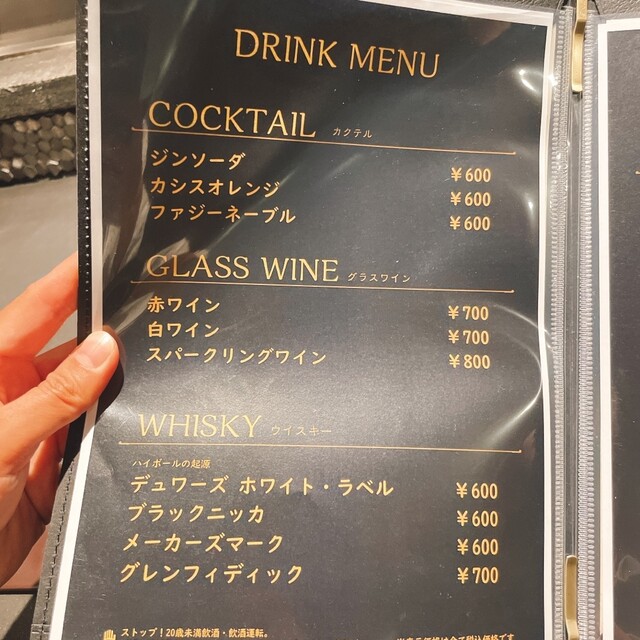 DRINK MENU
COCKTAIL カクテル
ジンソーダ ￥600
カシスオレンジ ￥600
ファジーネーブル ￥600
GLASS WINE グラスワイン
赤ワイン ￥700
白ワイン ￥700
スパークリングワイン ￥800
WHISKY ウイスキー
ハイボールの起源
デュワーズ ホワイト・ラベル ￥600
ブラックニッカ ￥600
メーカーズマーク ￥600
グレンフィディック ￥700
ストップ！20歳未満飲酒・飲酒運転。